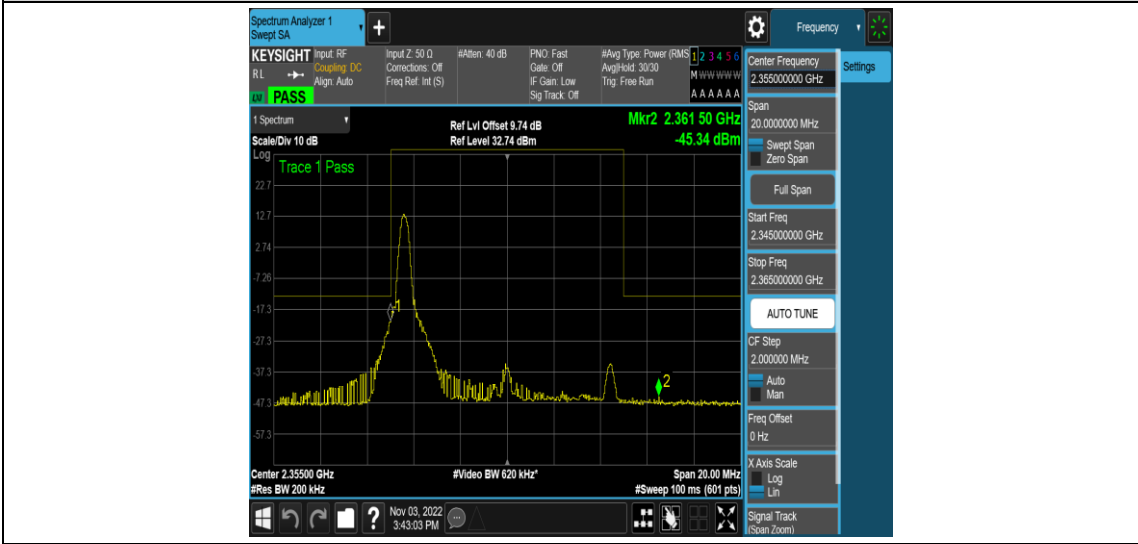 Spectrum Analyzer 1
Swept SA
+
Frequency
KEYSIGHT
RL
PASS
Input: RF
Coupling: DC
Align: Auto
Input Z: 50 Ω
Corrections: Off
Freq Ref: Int (S)
#Atten: 40 dB
PNO: Fast
Gate: Off
IF Gain: Low
Sig Track: Off
#Avg Type: Power (RMS
Avg|Hold: 30/30
Trig: Free Run
1 2 3 4 5 6
M W W W W W
A A A A A A
1 Spectrum
Scale/Div 10 dB
Ref Lvl Offset 9.74 dB
Ref Level 32.74 dBm
Mkr2 2.361 50 GHz
-45.34 dBm
Log
Trace 1 Pass
22.7
12.7
2.74
-7.26
-17.3
-27.3
-37.3
-47.3
-57.3
1
2
Center 2.35500 GHz
#Video BW 620 kHz*
Span 20.00 MHz
#Res BW 200 kHz
#Sweep 100 ms (601 pts)
?
Nov 03, 2022
3:43:03 PM
Center Frequency
2.355000000 GHz
Settings
Span
20.0000000 MHz
Swept Span
Zero Span
Full Span
Start Freq
2.345000000 GHz
Stop Freq
2.365000000 GHz
AUTO TUNE
CF Step
2.000000 MHz
Auto
Man
Freq Offset
0 Hz
X Axis Scale
Log
Lin
Signal Track
(Span Zoom)